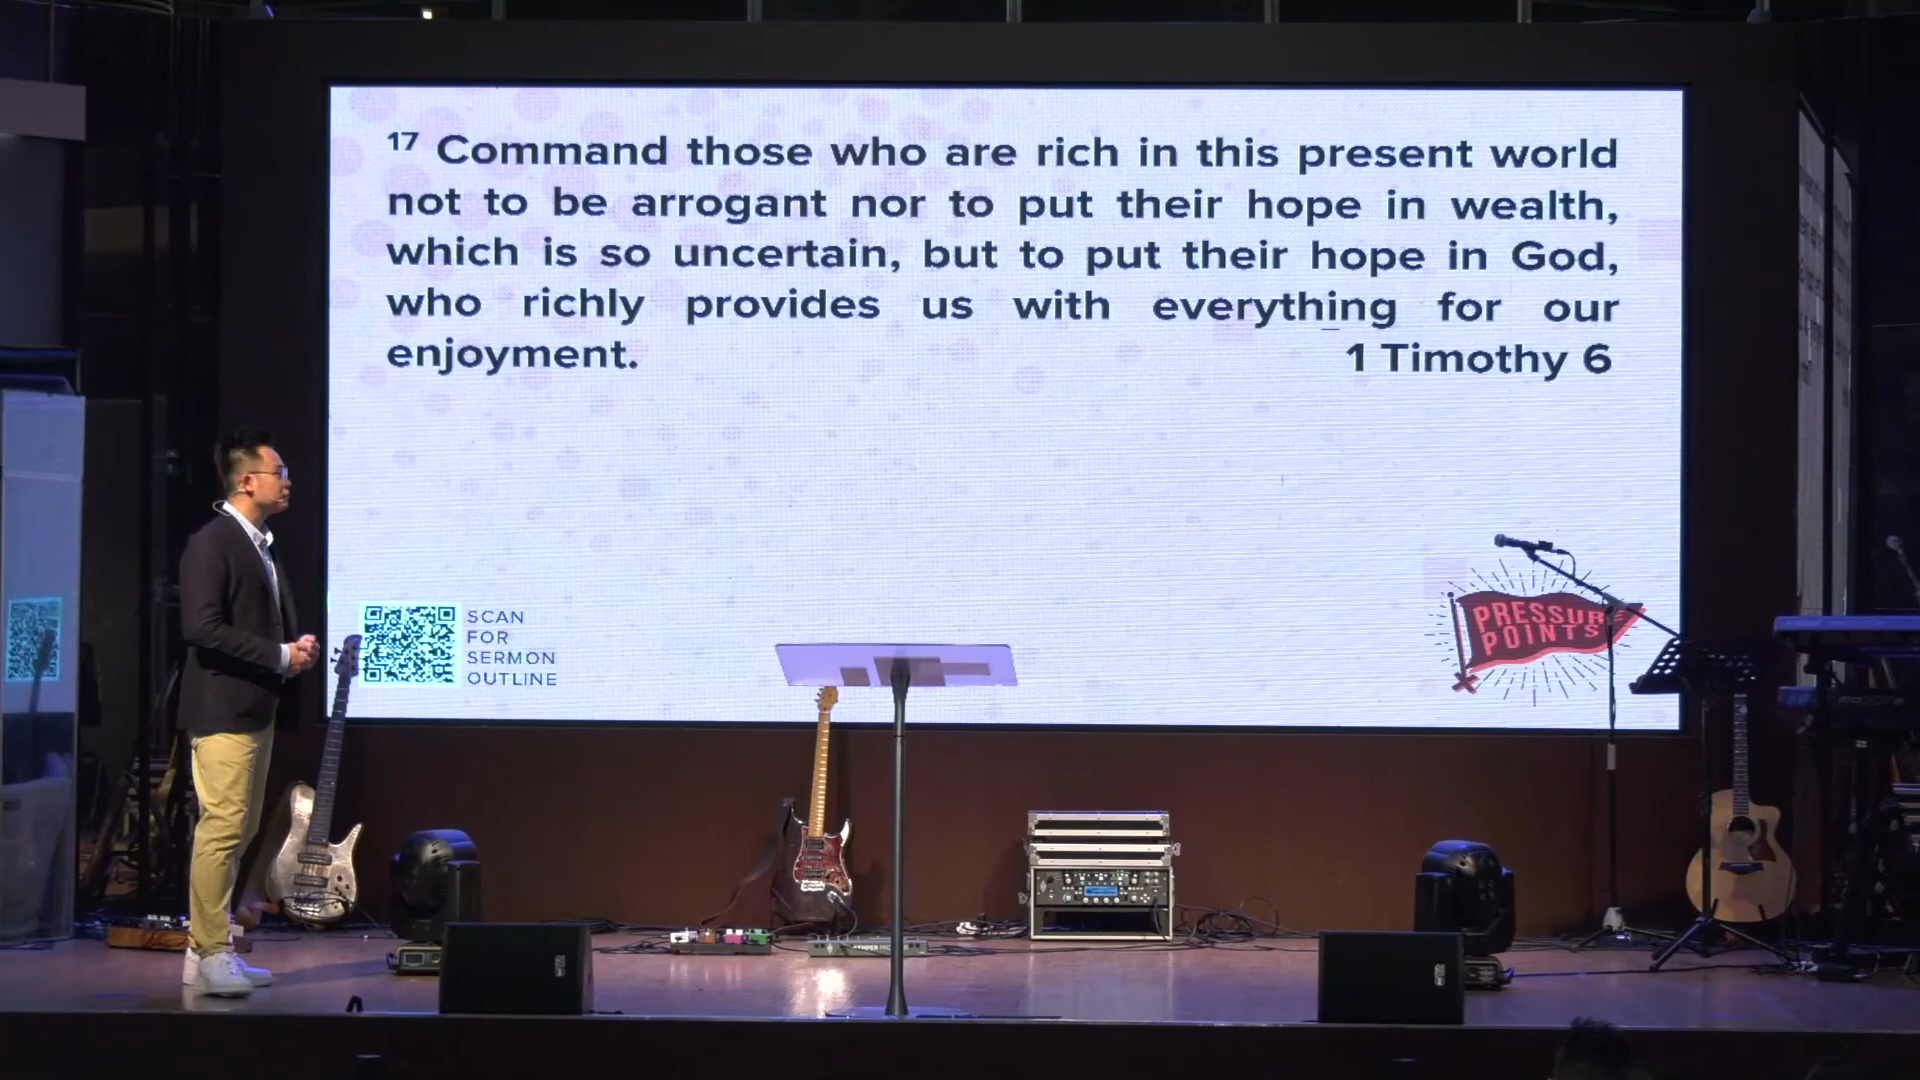 17 Command those who are rich in this present world
not to be arrogant nor to put their hope in wealth,
which is so uncertain, but to put their hope in God,
who richly provides us with everything for our
enjoyment. 1 Timothy 6
SCAN
FOR
SERMON
OUTLINE
PRESSURE
POINTS